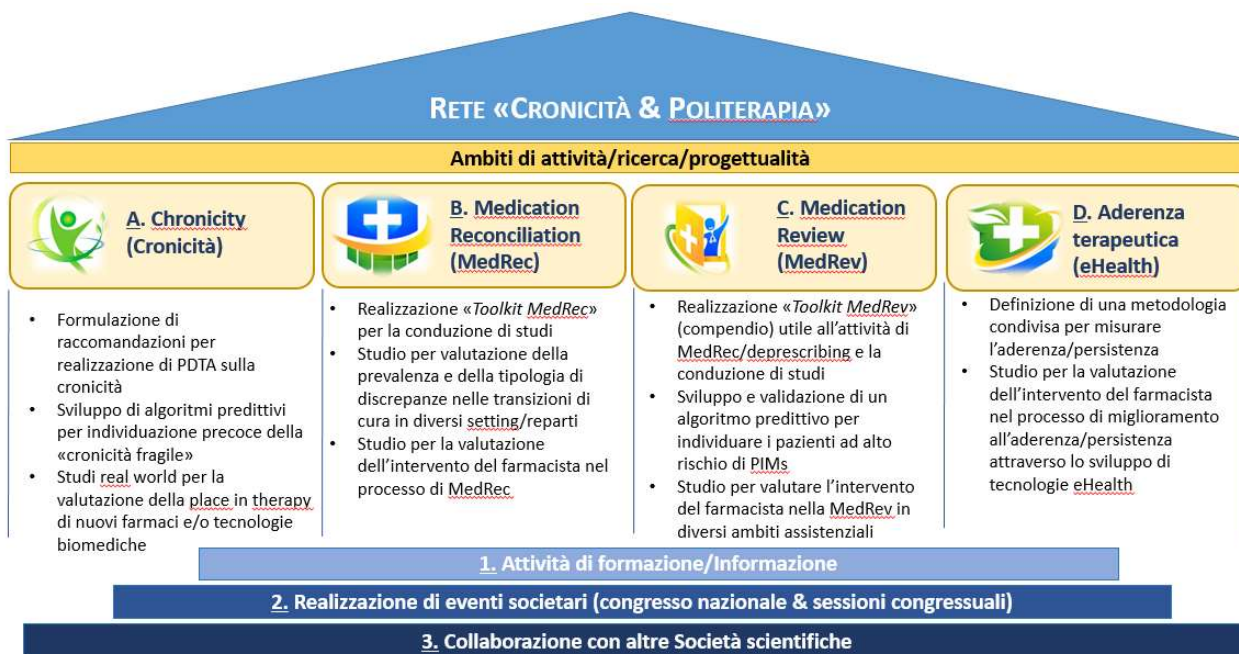 RETE «CRONICITÀ & POLITERAPIA»
Ambiti di attività/ricerca/progettualità
A. Chronicity
(Cronicità)
B. Medication
Reconciliation
(MedRec)
C. Medication
Review
(MedRev)
D. Aderenza
terapeutica
(eHealth)
• Formulazione di
raccomandazioni per
realizzazione di PDTA sulla
cronicità
• Sviluppo di algoritmi predittivi
per individuazione precoce della
«cronicità fragile»
• Studi real world per la
valutazione della place in therapy
di nuovi farmaci e/o tecnologie
biomediche
• Realizzazione «Toolkit MedRec»
per la conduzione di studi
• Studio per valutazione della
prevalenza e della tipologia di
discrepanze nelle transizioni di
cura in diversi setting/reparti
• Studio per la valutazione
dell’intervento del farmacista nel
processo di MedRec
• Realizzazione «Toolkit MedRev»
(compendio) utile all’attività di
MedRec/deprescribing e la
conduzione di studi
• Sviluppo e validazione di un
algoritmo predittivo per
individuare i pazienti ad alto
rischio di PIMs
• Studio per valutare l’intervento
del farmacista nella MedRev in
diversi ambiti assistenziali
• Definizione di una metodologia
condivisa per misurare
l’aderenza/persistenza
• Studio per la valutazione
dell’intervento del farmacista
nel processo di miglioramento
all’aderenza/persistenza
attraverso lo sviluppo di
tecnologie eHealth
1. Attività di formazione/Informazione
2. Realizzazione di eventi societari (congresso nazionale & sessioni congressuali)
3. Collaborazione con altre Società scientifiche